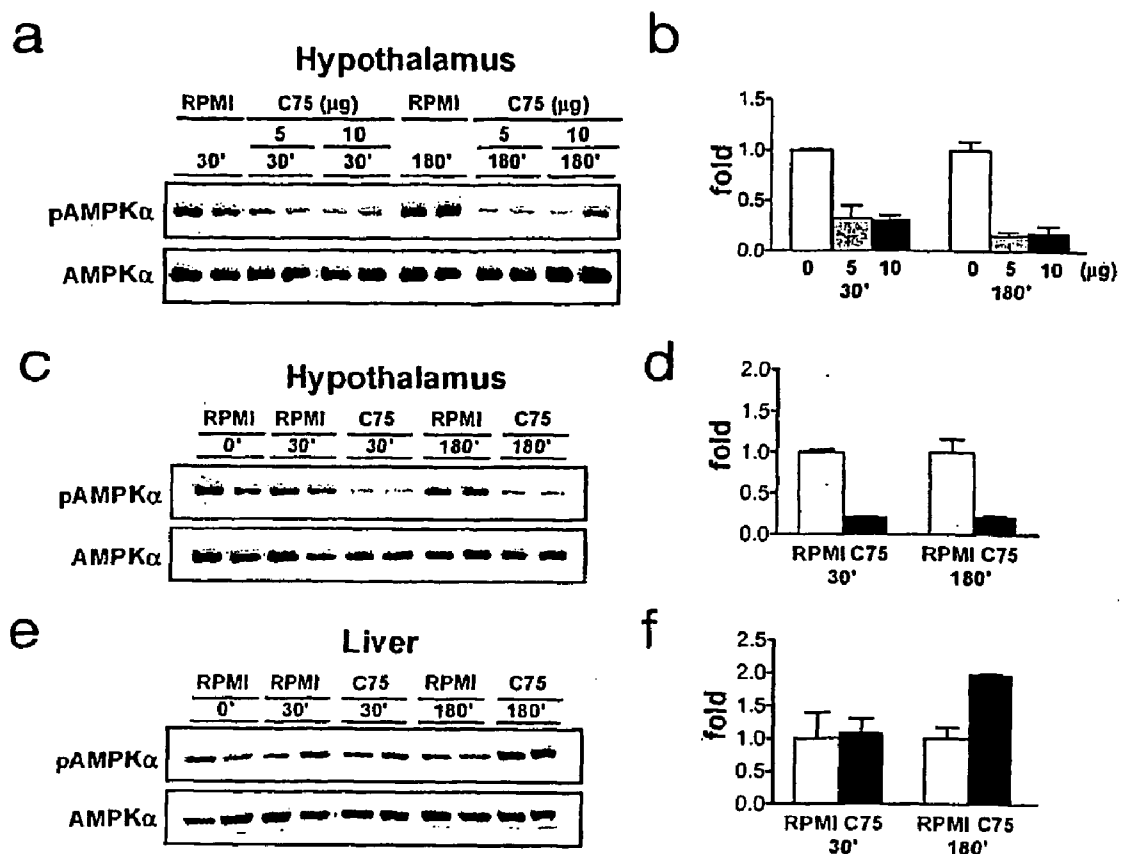 a
Hypothalamus
RPMI C75 (µg) RPMI C75 (µg)
5 10 5 10
30' 30' 30' 180' 180' 180'
pAMPKα
AMPKα
b
fold
1.5
1.0
0.5
0.0
0 5 10 0 5 10 (µg)
30' 180'
c
Hypothalamus
RPMI RPMI C75 RPMI C75
0' 30' 30' 180' 180'
pAMPKα
AMPKα
d
fold
2.0
1.5
1.0
0.5
0.0
RPMI C75 RPMI C75
30' 180'
e
Liver
RPMI RPMI C75 RPMI C75
0' 30' 30' 180' 180'
pAMPKα
AMPKα
f
fold
2.5
2.0
1.5
1.0
0.5
0.0
RPMI C75 RPMI C75
30' 180'